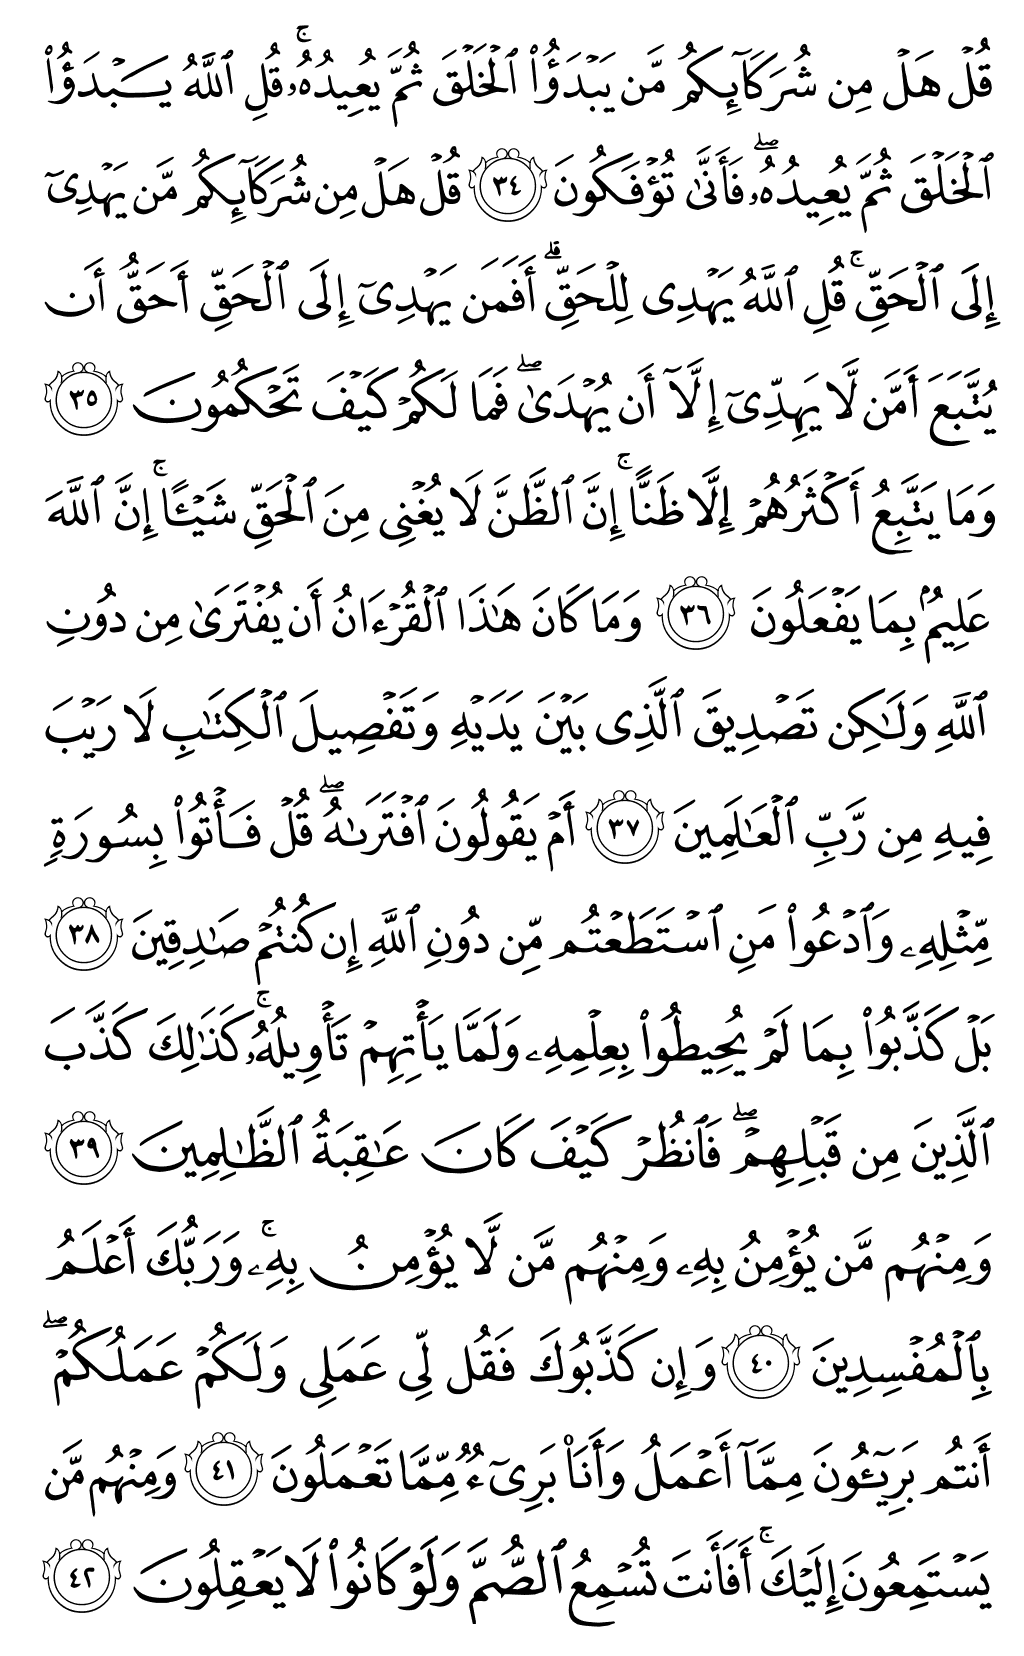 قُلۡ هَلۡ مِن شُرَكَآئِكُم مَّن يَبۡدَؤُاْ ٱلۡخَلۡقَ ثُمَّ يُعِيدُهُۥۚ قُلِ ٱللَّهُ يَبۡدَؤُاْ
ٱلۡخَلۡقَ ثُمَّ يُعِيدُهُۥۖ فَأَنَّىٰ تُؤۡفَكُونَ ٣٤ قُلۡ هَلۡ مِن شُرَكَآئِكُم مَّن يَهۡدِيٓ
إِلَى ٱلۡحَقِّۚ قُلِ ٱللَّهُ يَهۡدِي لِلۡحَقِّۗ أَفَمَن يَهۡدِيٓ إِلَى ٱلۡحَقِّ أَحَقُّ أَن
يُتَّبَعَ أَمَّن لَّا يَهِدِّيٓ إِلَّآ أَن يُهۡدَىٰۖ فَمَا لَكُمۡ كَيۡفَ تَحۡكُمُونَ ٣٥
وَمَا يَتَّبِعُ أَكۡثَرُهُمۡ إِلَّا ظَنًّاۚ إِنَّ ٱلظَّنَّ لَا يُغۡنِي مِنَ ٱلۡحَقِّ شَيۡـًٔاۚ إِنَّ ٱللَّهَ
عَلِيمُۢ بِمَا يَفۡعَلُونَ ٣٦ وَمَا كَانَ هَٰذَا ٱلۡقُرۡءَانُ أَن يُفۡتَرَىٰ مِن دُونِ
ٱللَّهِ وَلَٰكِن تَصۡدِيقَ ٱلَّذِي بَيۡنَ يَدَيۡهِ وَتَفۡصِيلَ ٱلۡكِتَٰبِ لَا رَيۡبَ
فِيهِ مِن رَّبِّ ٱلۡعَٰلَمِينَ ٣٧ أَمۡ يَقُولُونَ ٱفۡتَرَىٰهُۖ قُلۡ فَأۡتُواْ بِسُورَةٖ
مِّثۡلِهِۦ وَٱدۡعُواْ مَنِ ٱسۡتَطَعۡتُم مِّن دُونِ ٱللَّهِ إِن كُنتُمۡ صَٰدِقِينَ ٣٨
بَلۡ كَذَّبُواْ بِمَا لَمۡ يُحِيطُواْ بِعِلۡمِهِۦ وَلَمَّا يَأۡتِهِمۡ تَأۡوِيلُهُۥۚ كَذَٰلِكَ كَذَّبَ
ٱلَّذِينَ مِن قَبۡلِهِمۡۖ فَٱنظُرۡ كَيۡفَ كَانَ عَٰقِبَةُ ٱلظَّٰلِمِينَ ٣٩
وَمِنۡهُم مَّن يُؤۡمِنُ بِهِۦ وَمِنۡهُم مَّن لَّا يُؤۡمِنُ بِهِۦۚ وَرَبُّكَ أَعۡلَمُ
بِٱلۡمُفۡسِدِينَ ٤٠ وَإِن كَذَّبُوكَ فَقُل لِّي عَمَلِي وَلَكُمۡ عَمَلُكُمۡۖ
أَنتُم بَرِيٓـُٔونَ مِمَّآ أَعۡمَلُ وَأَنَا۠ بَرِيٓءٞ مِّمَّا تَعۡمَلُونَ ٤١ وَمِنۡهُم مَّن
يَسۡتَمِعُونَ إِلَيۡكَۚ أَفَأَنتَ تُسۡمِعُ ٱلصُّمَّ وَلَوۡ كَانُواْ لَا يَعۡقِلُونَ ٤٢